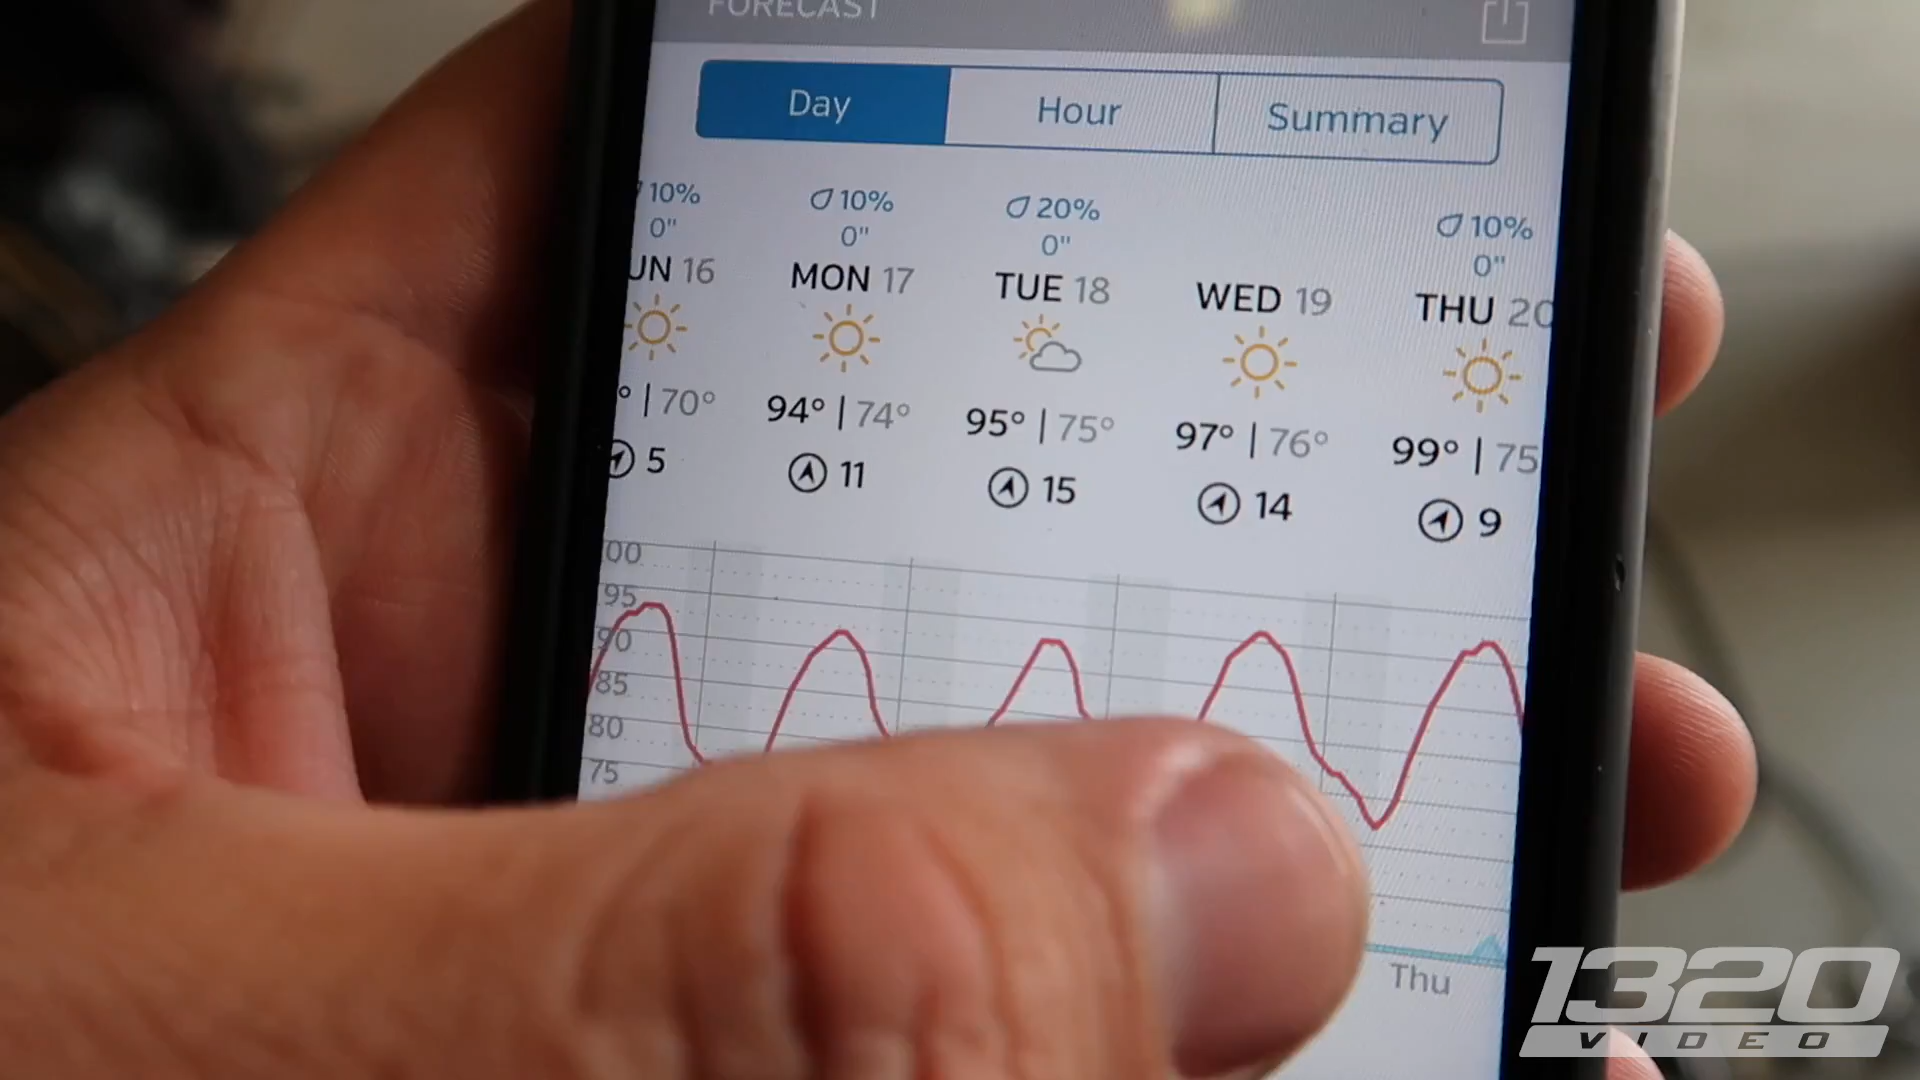 FORECAST
Day Hour Summary
10% 10% 20% 10%
0" 0" 0" 0"
UN 16 MON 17 TUE 18 WED 19 THU 20
° | 70° 94° | 74° 95° | 75° 97° | 76° 99° | 75
5 11 15 14 9
00
95
90
85
80
75
Thu
1320
VIDEO